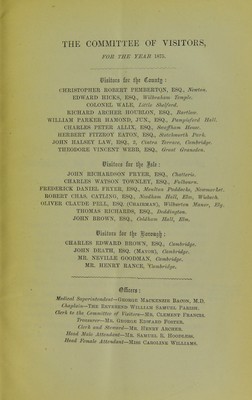 THE COMMITTEE OF VISITORS,
FOR THE YEAR 1875.
Visitors for the County:
CHRISTOPHER ROBERT PEMBERTON, ESQ., Newton.
EDWARD HICKS, ESQ., Wilbraham Temple.
COLONEL WALE, Little Shelford.
RICHARD ARCHER HOUBLON, ESQ., Bartlow.
WILLIAM PARKER HAMOND, JUN., ESQ., Pampisford Hall.
CHARLES PETER ALLIX, ESQ., Swaffham House.
HERBERT FITZROY EATON, ESQ., Stetchworth Park.
JOHN HALSEY LAW, ESQ., 2, Cintra Terrace, Cambridge.
THEODORE VINCENT WEBB, ESQ., Great Gransden.
Visitors for the Isle:
JOHN RICHARDSON FRYER, ESQ., Chatteris.
CHARLES WATSON TOWNLEY, ESQ., Fulbourn.
FREDERICK DANIEL FRYER, ESQ., Moulton Paddocks, Newmarket.
ROBERT CHAS. CATLING, ESQ., Needham Hall, Elm, Wisbech.
OLIVER CLAUDE PELL, ESQ. (CHAIRMAN), Wilburton Manor, Ely.
THOMAS RICHARDS, ESQ., Doddington.
JOHN BROWN, ESQ., Coldham Hall, Elm.
Visitors for the Borough:
CHARLES EDWARD BROWN, ESQ., Cambridge.
JOHN DEATH, ESQ. (MAYOR), Cambridge.
MR. NEVILLE GOODMAN, Cambridge.
MR. HENRY RANCE, Cambridge.
Officers:
Medical Superintendent—GEORGE MACKENZIE BACON, M.D.
Chaplain—THE REVEREND WILLIAM SAMUEL PARISH.
Clerk to the Committee of Visitors—MR. CLEMENT FRANCIS.
Treasurer—MR. GEORGE EDWARD FOSTER.
Clerk and Steward—MR. HENRY ARCHER.
Head Male Attendant—MR. SAMUEL R. HOOPLESS.
Head Female Attendant—MISS CAROLINE WILLIAMS.